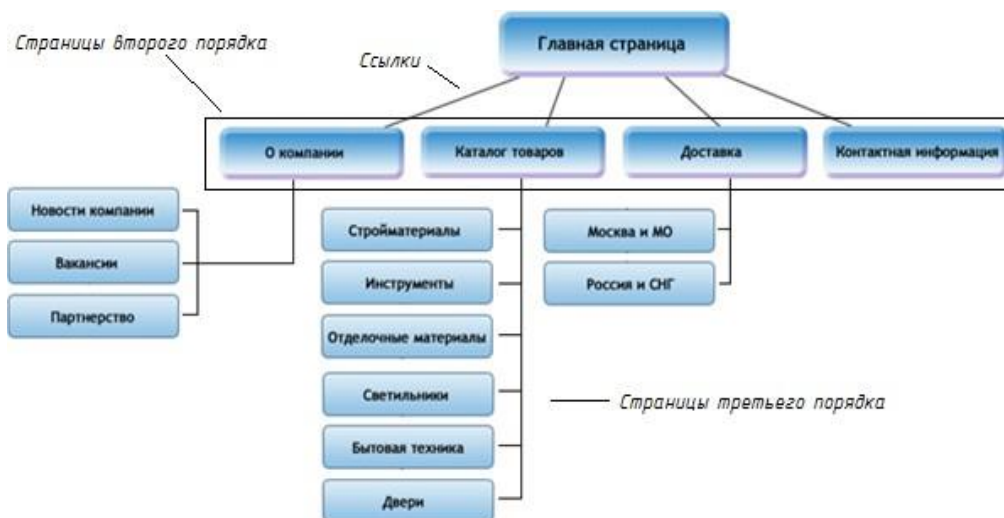 Страницы второго порядка
Главная страница
Ссылки
О компании
Каталог товаров
Доставка
Контактная информация
Новости компании
Вакансии
Партнерство
Стройматериалы
Инструменты
Отделочные материалы
Светильники
Бытовая техника
Двери
Москва и МО
Россия и СНГ
Страницы третьего порядка